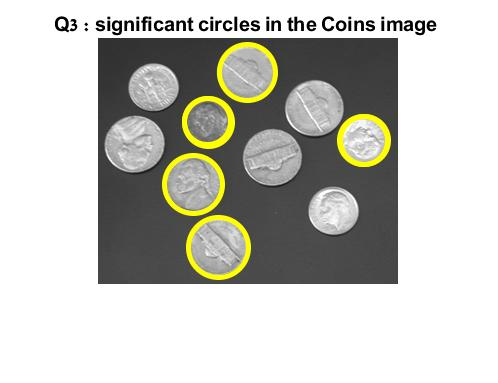 Q3 : significant circles in the Coins image